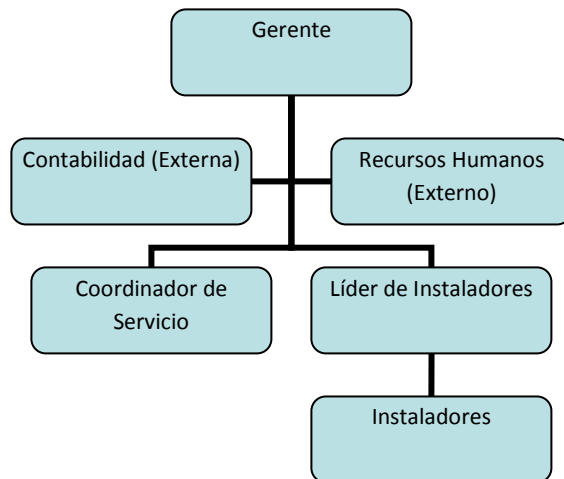 Gerente
Contabilidad (Externa)
Recursos Humanos
(Externo)
Coordinador de
Servicio
Líder de Instaladores
Instaladores